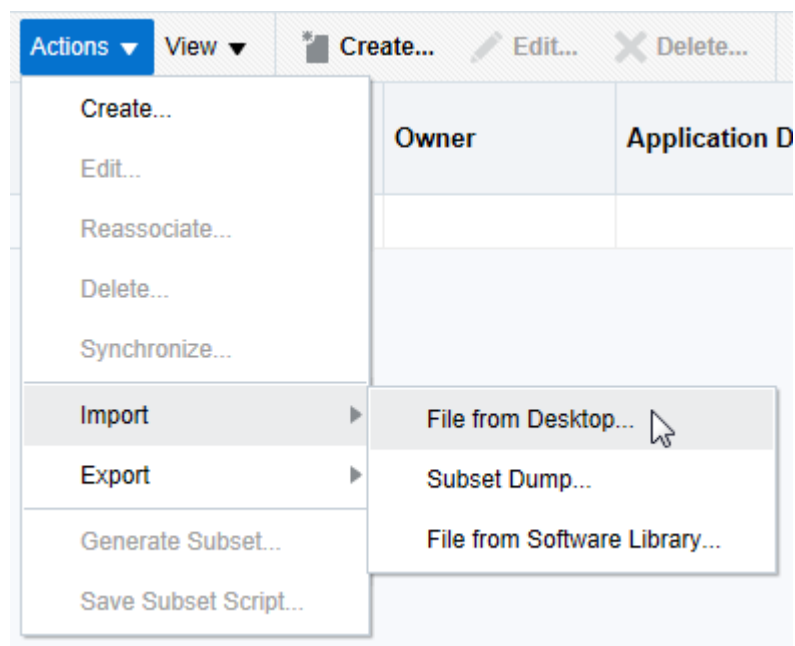 Actions View Create... Edit... Delete...
Owner Application D
Create...
Edit...
Reassociate...
Delete...
Synchronize...
Import
Export
Generate Subset...
Save Subset Script...
File from Desktop...
Subset Dump...
File from Software Library...